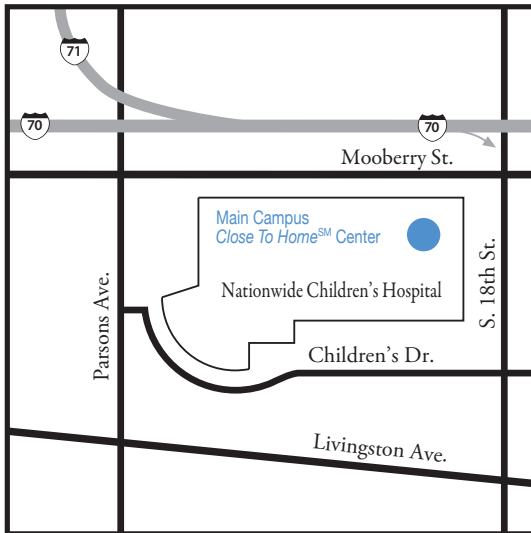 71
70
70
Mooberry St.
Main Campus
Close To Home℠ Center
Nationwide Children's Hospital
Parsons Ave.
S. 18th St.
Children's Dr.
Livingston Ave.